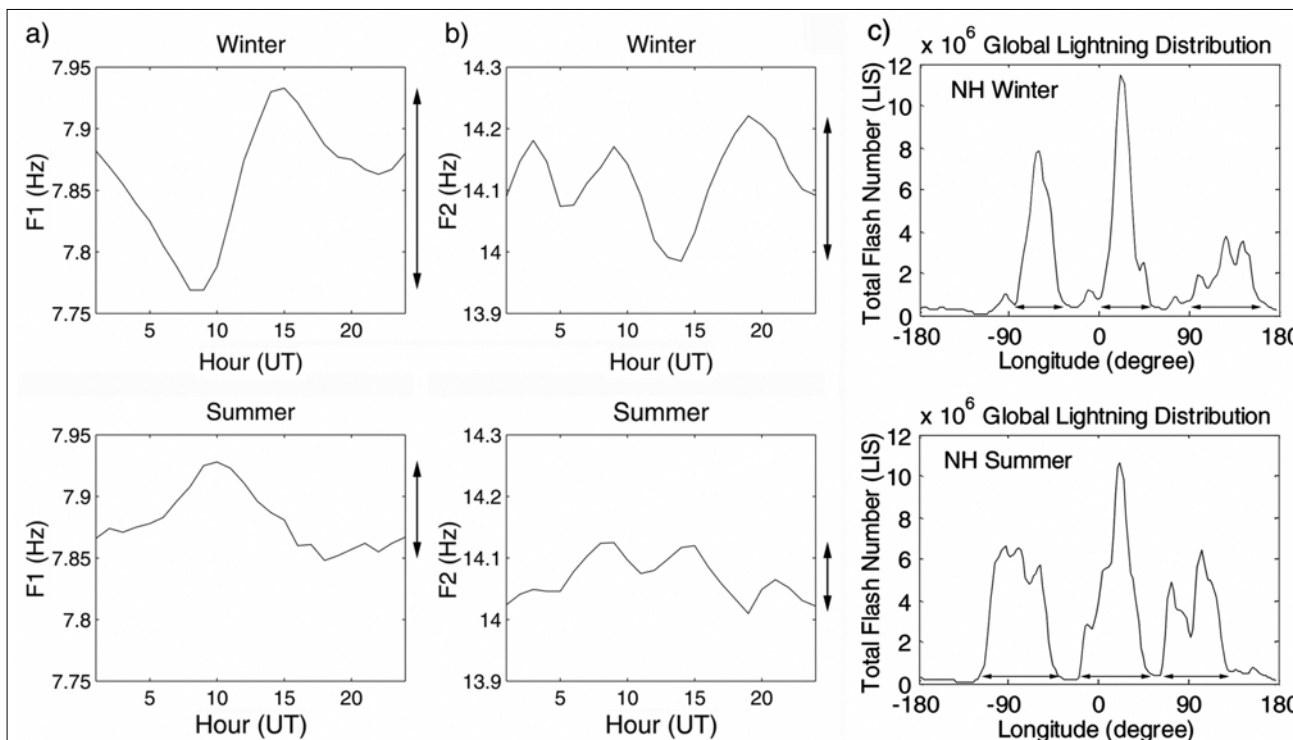 a)
Winter
7.95
7.9
7.85
7.8
7.75
F1 (Hz)
5 10 15 20
Hour (UT)
Summer
7.95
7.9
7.85
7.8
7.75
F1 (Hz)
5 10 15 20
Hour (UT)
b)
Winter
14.3
14.2
14.1
14
13.9
F2 (Hz)
5 10 15 20
Hour (UT)
Summer
14.3
14.2
14.1
14
13.9
F2 (Hz)
5 10 15 20
Hour (UT)
c)
x 10⁶ Global Lightning Distribution
NH Winter
12
10
8
6
4
2
0
Total Flash Number (LIS)
-180 -90 0 90 180
Longitude (degree)
x 10⁶ Global Lightning Distribution
NH Summer
12
10
8
6
4
2
0
Total Flash Number (LIS)
-180 -90 0 90 180
Longitude (degree)